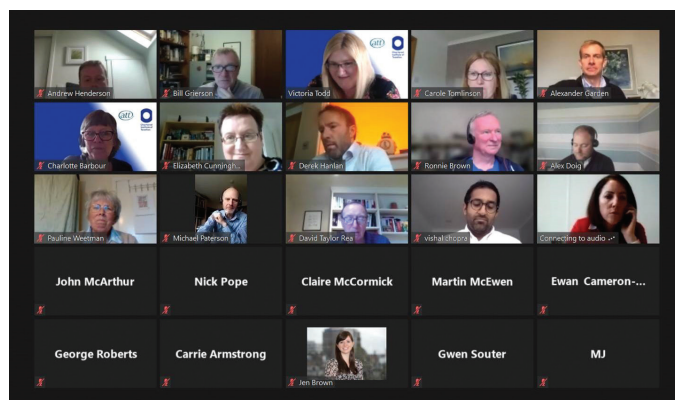 Andrew Henderson
Bill Grierson
att
Victoria Todd
Carole Tomlinson
Alexander Garden
att
Charlotte Barbour
Elizabeth Cunningh...
Derek Hanlan
Ronnie Brown
Alex Doig
Pauline Weetman
Michael Paterson
David Taylor Rea
vishal chopra
Connecting to audio ···
John McArthur
Nick Pope
Claire McCormick
Martin McEwen
Ewan Cameron-...
George Roberts
Carrie Armstrong
Jen Brown
Gwen Souter
MJ